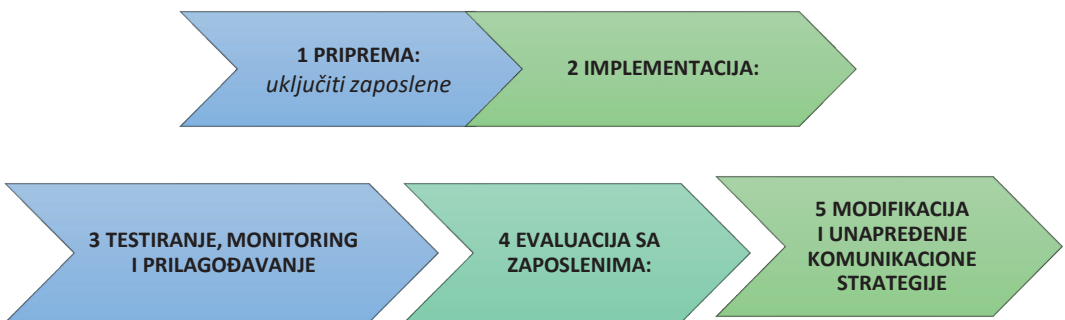 1 PRIPREMA:
uključiti zaposlene
2 IMPLEMENTACIJA:
3 TESTIRANJE, MONITORING
I PRILAGOĐAVANJE
4 EVALUACIJA SA
ZAPOSLENIMA:
5 MODIFIKACIJA
I UNAPREĐENJE
KOMUNIKACIONE
STRATEGIJE